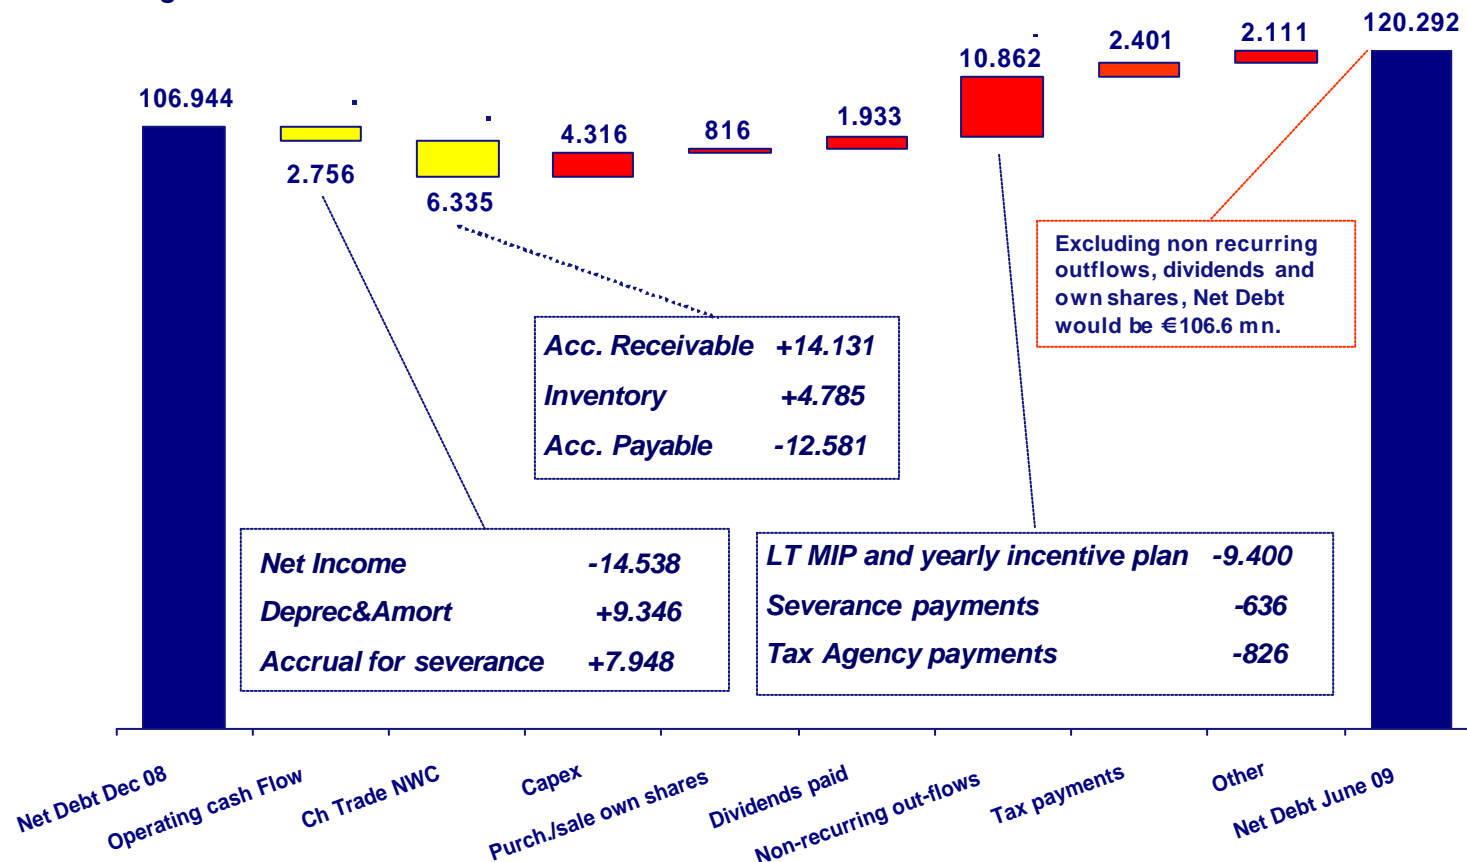 106.944
2.756
6.335
4.316
816
1.933
10.862
2.401
2.111
120.292
Excluding non recurring
outflows, dividends and
own shares, Net Debt
would be €106.6 mn.
Acc. Receivable +14.131
Inventory +4.785
Acc. Payable -12.581
Net Income -14.538
Deprec&Amort +9.346
Accrual for severance +7.948
LT MIP and yearly incentive plan -9.400
Severance payments -636
Tax Agency payments -826
Net Debt Dec 08
Operating cash Flow
Ch Trade NWC
Capex
Purch./sale own shares
Dividends paid
Non-recurring out-flows
Tax payments
Other
Net Debt June 09